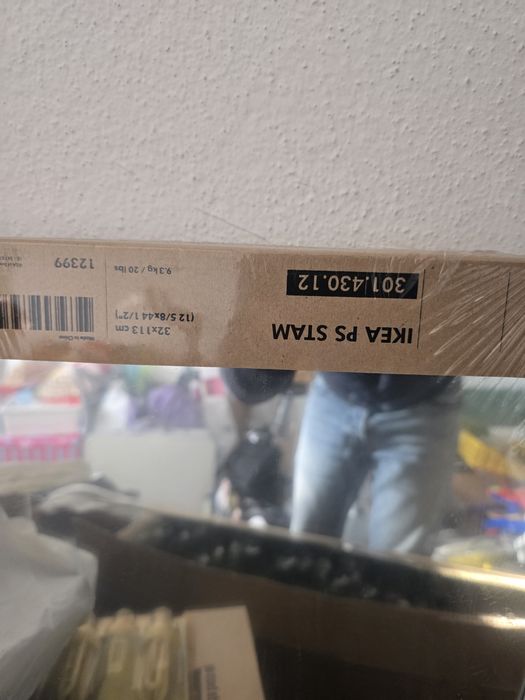 IKEA PS STAM
301.430.12
32x113 cm
(12 5/8x44 1/2")
9.3 kg / 20 lbs
Made in China
12399